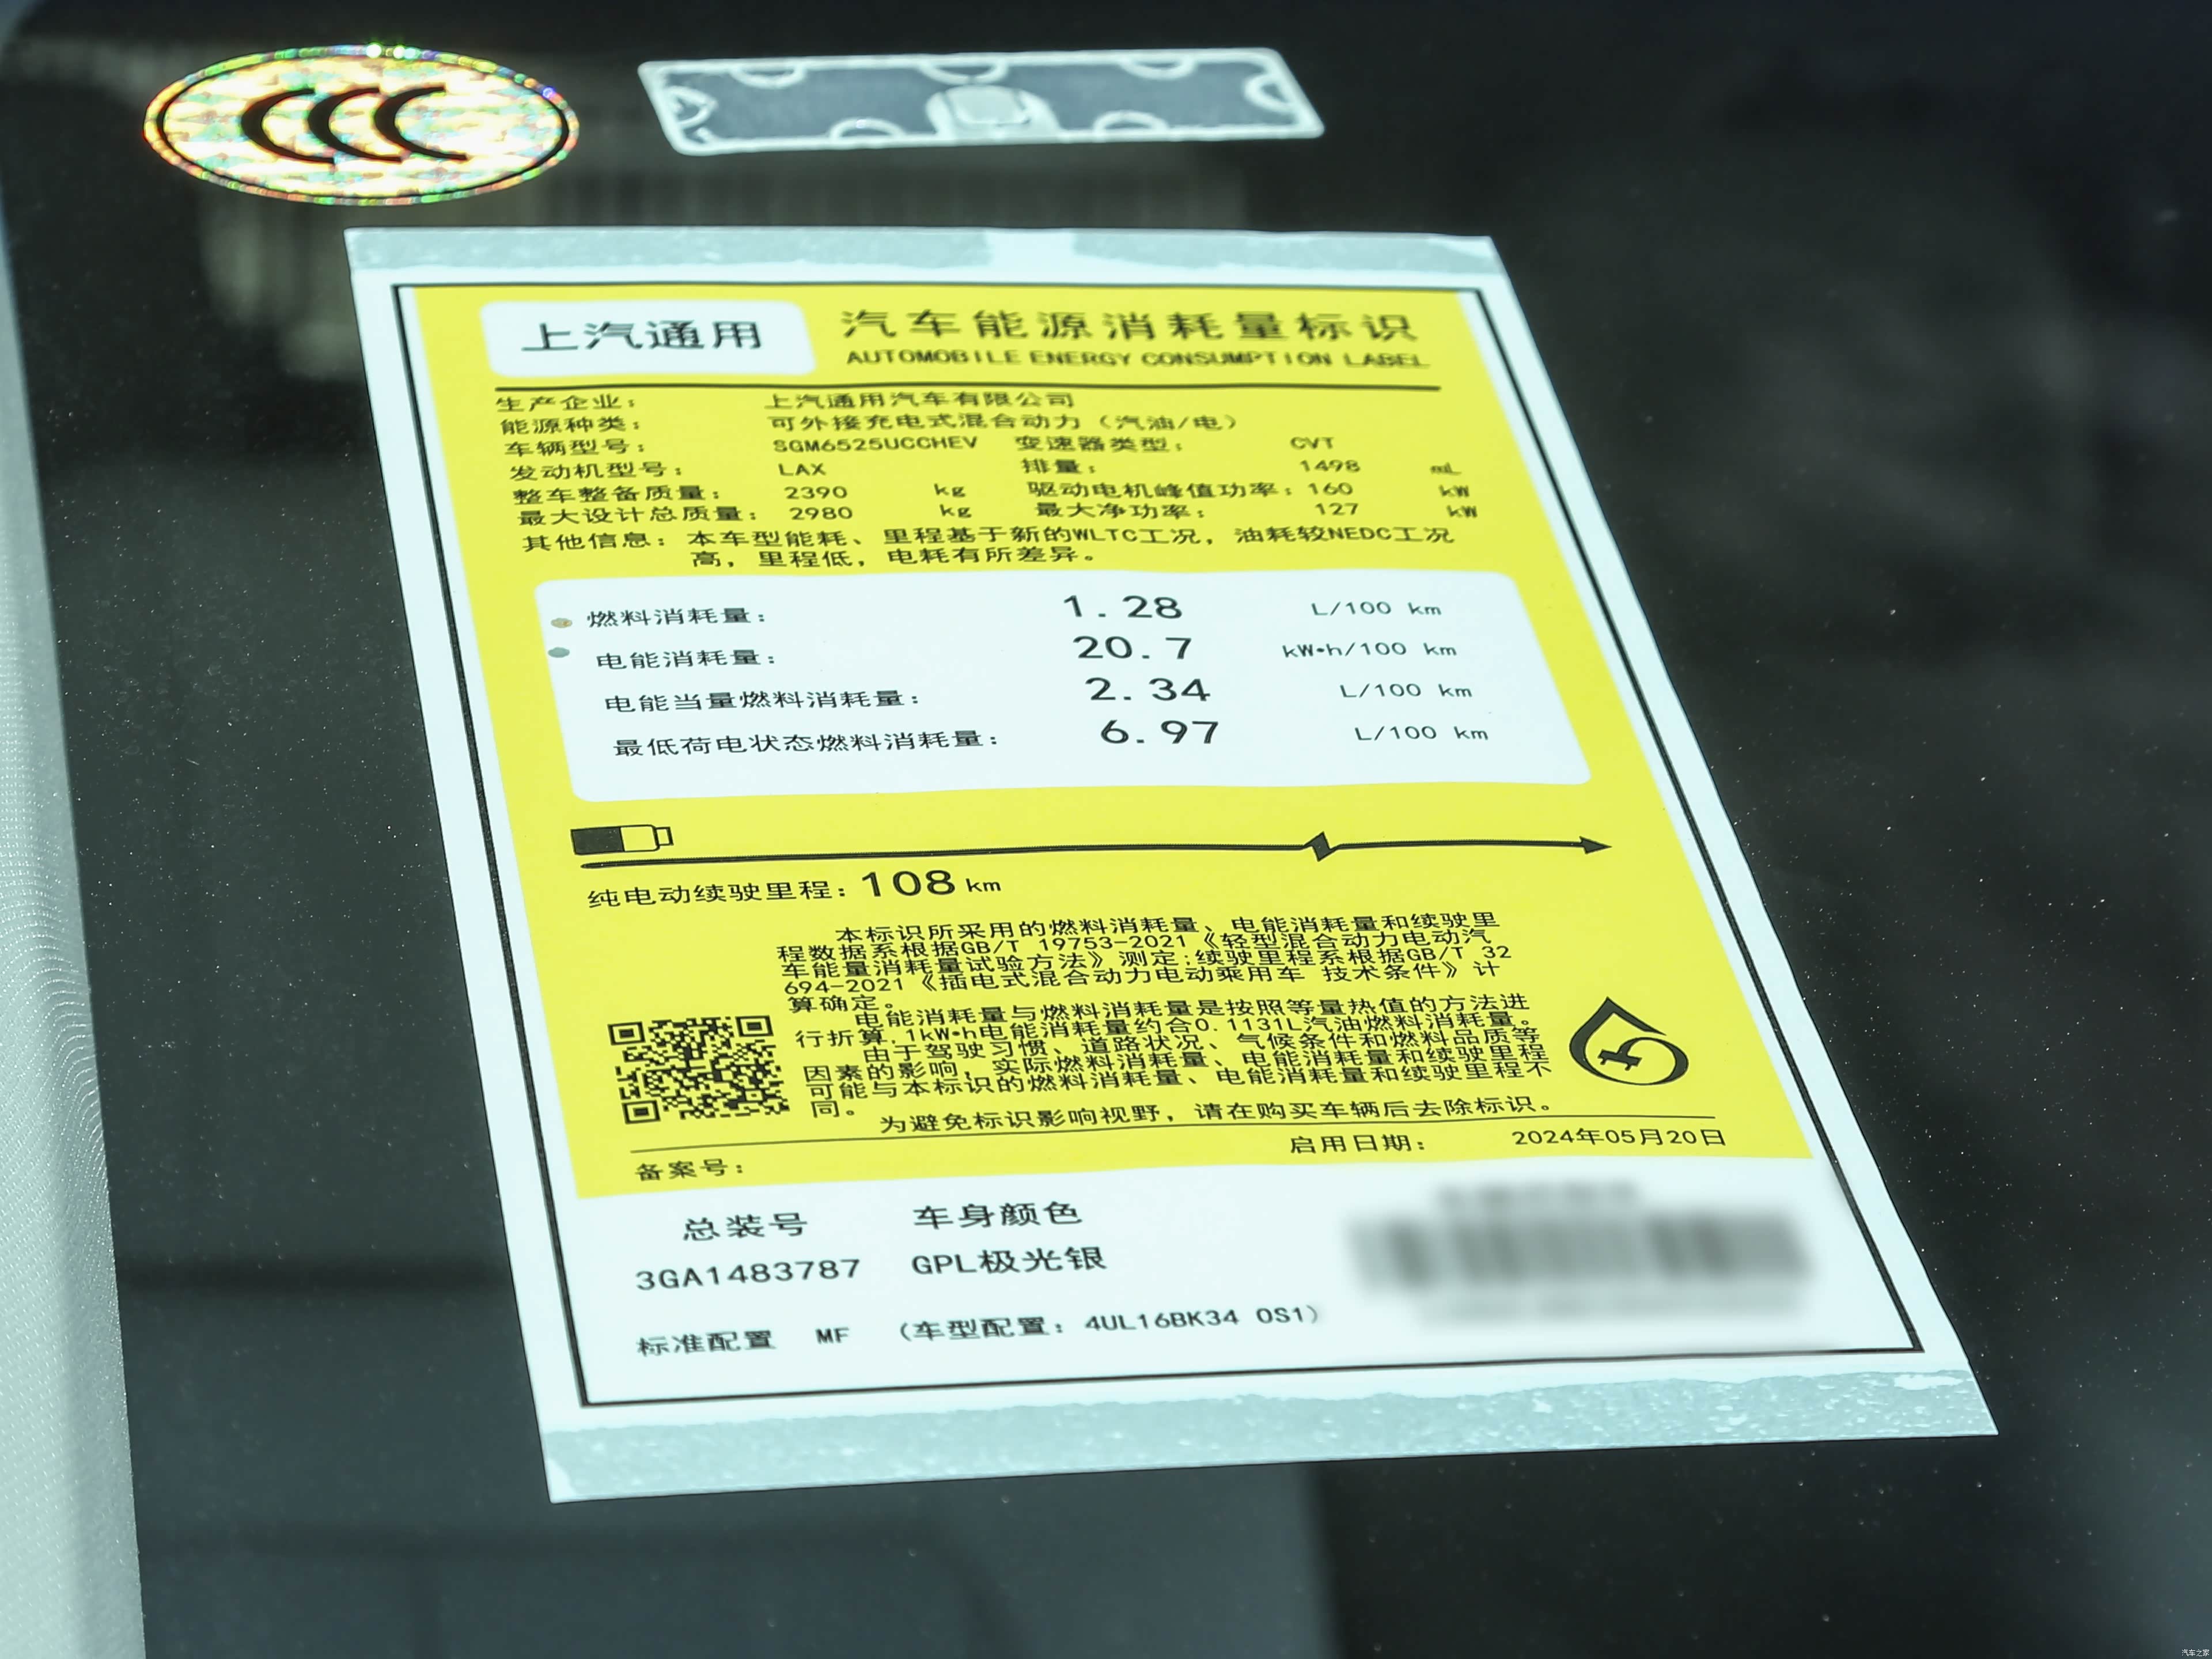 CCC
上汽通用 汽车能源消耗量标识
AUTOMOBILE ENERGY CONSUMPTION LABEL
生产企业： 上汽通用汽车有限公司
能源种类： 可外接充电式混合动力（汽油/电）
车辆型号： SGM6525UCCHEV 变速器类型： CVT
发动机型号： LAX 排量： 1498 mL
整车整备质量： 2390 kg 驱动电机峰值功率：160 kW
最大设计总质量： 2980 kg 最大净功率： 127 kW
其他信息：本车型能耗、里程基于新的WLTC工况，油耗较NEDC工况
高，里程低，电耗有所差异。
燃料消耗量： 1.28 L/100 km
电能消耗量： 20.7 kW·h/100 km
电能当量燃料消耗量： 2.34 L/100 km
最低荷电状态燃料消耗量： 6.97 L/100 km
纯电动续驶里程：108 km
本标识所采用的燃料消耗量、电能消耗量和续驶里
程数据系根据GB/T 19753-2021《轻型混合动力电动汽
车能量消耗量试验方法》测定;续驶里程系根据GB/T 32
694-2021《插电式混合动力电动乘用车 技术条件》计
算确定。
电能消耗量与燃料消耗量是按照等量热值的方法进
行折算,1kW·h电能消耗量约合0.1131L汽油燃料消耗量。
由于驾驶习惯、道路状况、气候条件和燃料品质等
因素的影响，实际燃料消耗量、电能消耗量和续驶里程
可能与本标识的燃料消耗量、电能消耗量和续驶里程不
同。
为避免标识影响视野，请在购买车辆后去除标识。
备案号： 启用日期： 2024年05月20日
总装号 车身颜色
3GA1483787 GPL极光银
标准配置 MF （车型配置：4UL16BK34 0S1）
汽车之家